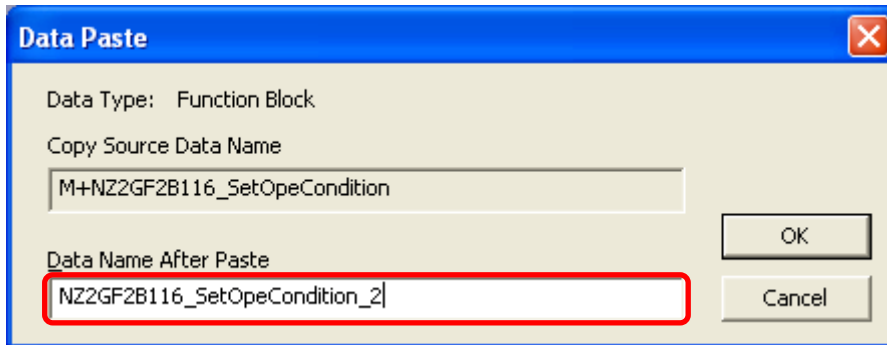 Data Paste
Data Type: Function Block
Copy Source Data Name
M+NZ2GF2B116_SetOpeCondition
OK
Data Name After Paste
NZ2GF2B116_SetOpeCondition_2
Cancel